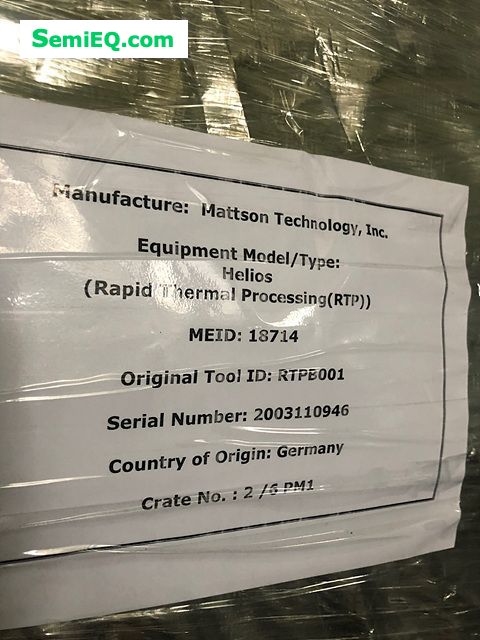 SemiEQ.com
Manufacture: Mattson Technology, Inc.
Equipment Model/Type:
Helios
(Rapid Thermal Processing(RTP))
MEID: 18714
Original Tool ID: RTPB001
Serial Number: 2003110946
Country of Origin: Germany
Crate No. : 2 /6 PM1